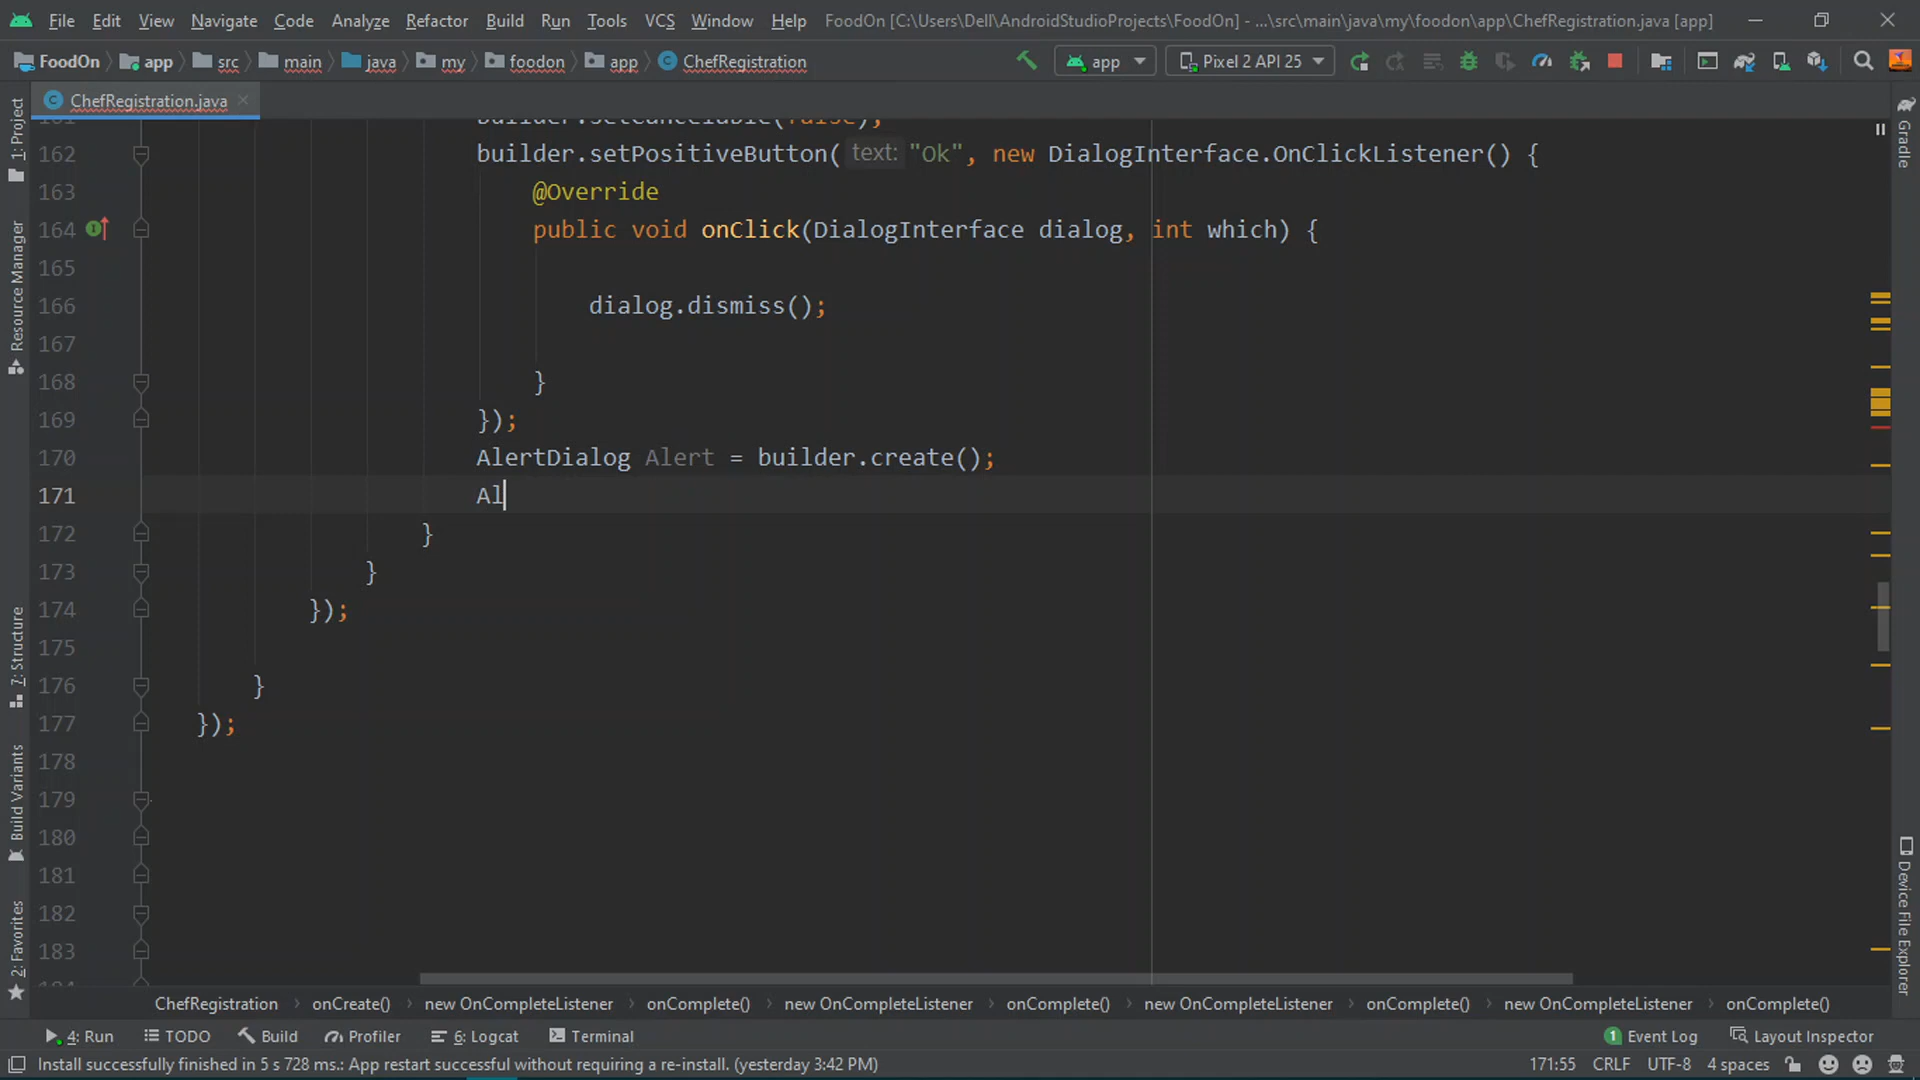 File Edit View Navigate Code Analyze Refactor Build Run Tools VCS Window Help FoodOn [C:\Users\Dell\AndroidStudioProjects\FoodOn] - ...\src\main\java\my\foodon\app\ChefRegistration.java [app]
FoodOn app src main java my foodon app ChefRegistration app Pixel 2 API 25
ChefRegistration.java
builder.setCancelable(false);
162 builder.setPositiveButton( text: "Ok", new DialogInterface.OnClickListener() {
163 @Override
164 public void onClick(DialogInterface dialog, int which) {
165
166 dialog.dismiss();
167
168 }
169 });
170 AlertDialog Alert = builder.create();
171 Al
172 }
173 }
174 });
175
176 }
177 });
178
179
180
181
182
183
1: Project
Resource Manager
7: Structure
Build Variants
2: Favorites
Gradle
Device File Explorer
ChefRegistration onCreate() new OnCompleteListener onComplete() new OnCompleteListener onComplete() new OnCompleteListener onComplete() new OnCompleteListener onComplete()
4: Run TODO Build Profiler 6: Logcat Terminal 1 Event Log Layout Inspector
Install successfully finished in 5 s 728 ms.: App restart successful without requiring a re-install. (yesterday 3:42 PM) 171:55 CRLF UTF-8 4 spaces